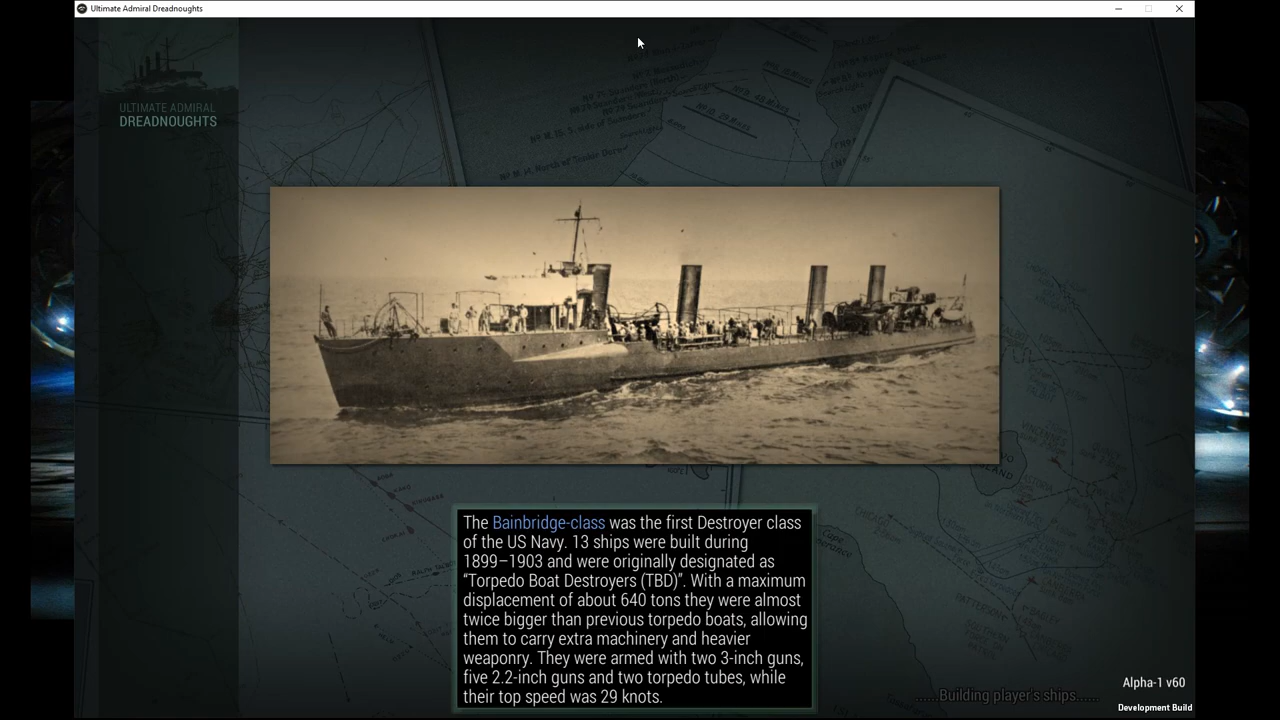 Ultimate Admiral Dreadnoughts
ULTIMATE ADMIRAL
DREADNOUGHTS
The Bainbridge-class was the first Destroyer class
of the US Navy. 13 ships were built during
1899–1903 and were originally designated as
“Torpedo Boat Destroyers (TBD)”. With a maximum
displacement of about 640 tons they were almost
twice bigger than previous torpedo boats, allowing
them to carry extra machinery and heavier
weaponry. They were armed with two 3-inch guns,
five 2.2-inch guns and two torpedo tubes, while
their top speed was 29 knots.
Alpha-1 v60
......Building player's ships......
Development Build